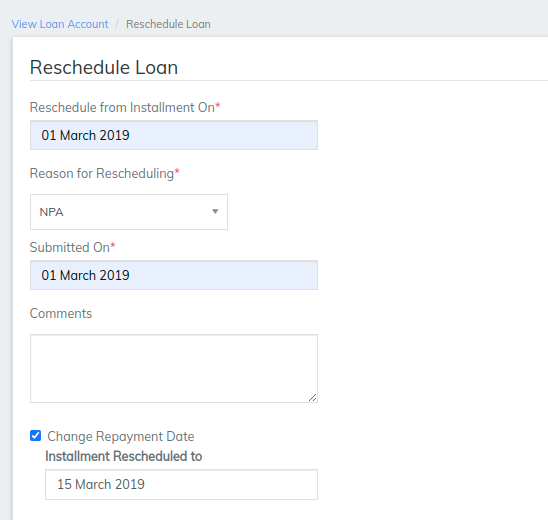 View Loan Account / Reschedule Loan
Reschedule Loan
Reschedule from Installment On*
01 March 2019
Reason for Rescheduling*
NPA
Submitted On*
01 March 2019
Comments
Change Repayment Date
Installment Rescheduled to
15 March 2019